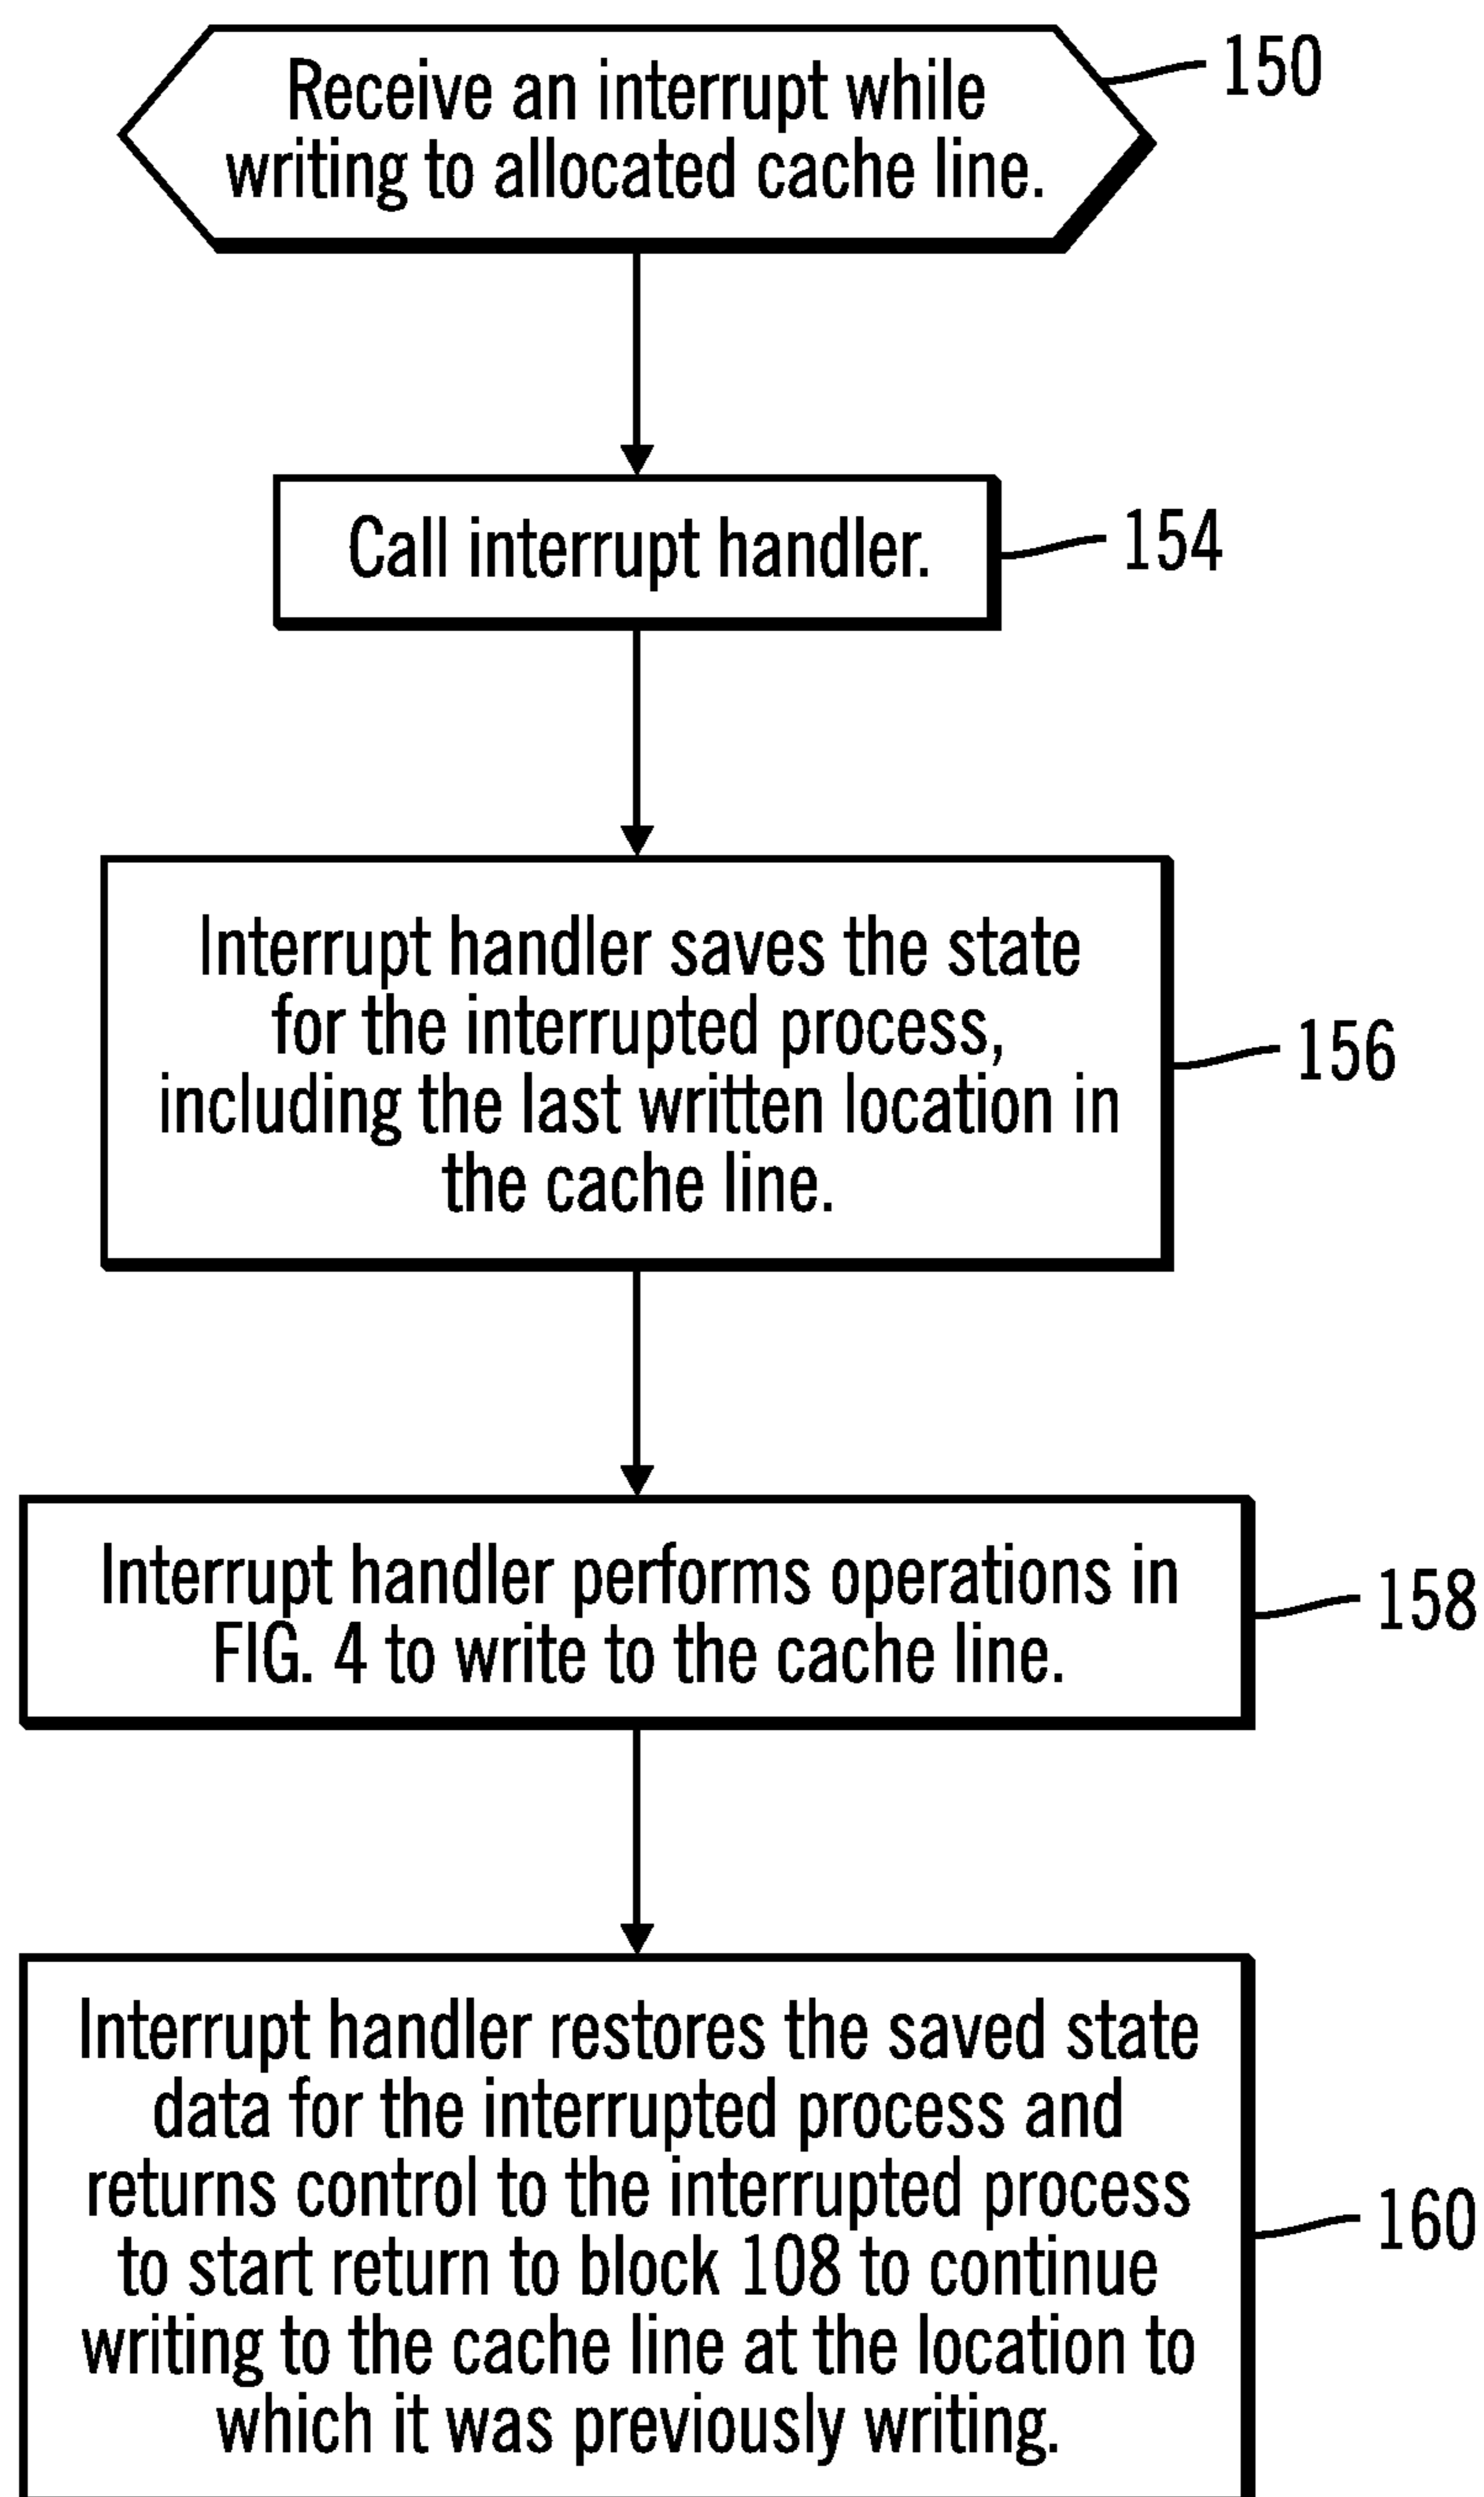 Receive an interrupt while
writing to allocated cache line.
150
Call interrupt handler.
154
Interrupt handler saves the state
for the interrupted process,
including the last written location in
the cache line.
156
Interrupt handler performs operations in
FIG. 4 to write to the cache line.
158
Interrupt handler restores the saved state
data for the interrupted process and
returns control to the interrupted process
to start return to block 108 to continue
writing to the cache line at the location to
which it was previously writing.
160